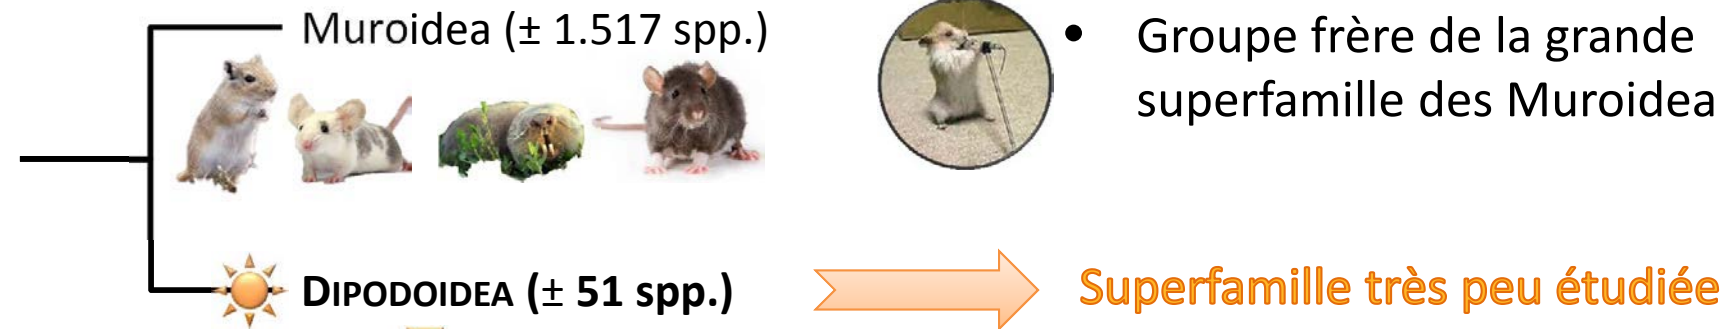 Muroidea (± 1.517 spp.)
• Groupe frère de la grande
superfamille des Muroidea
DIPODOIDEA (± 51 spp.)
Superfamille très peu étudiée